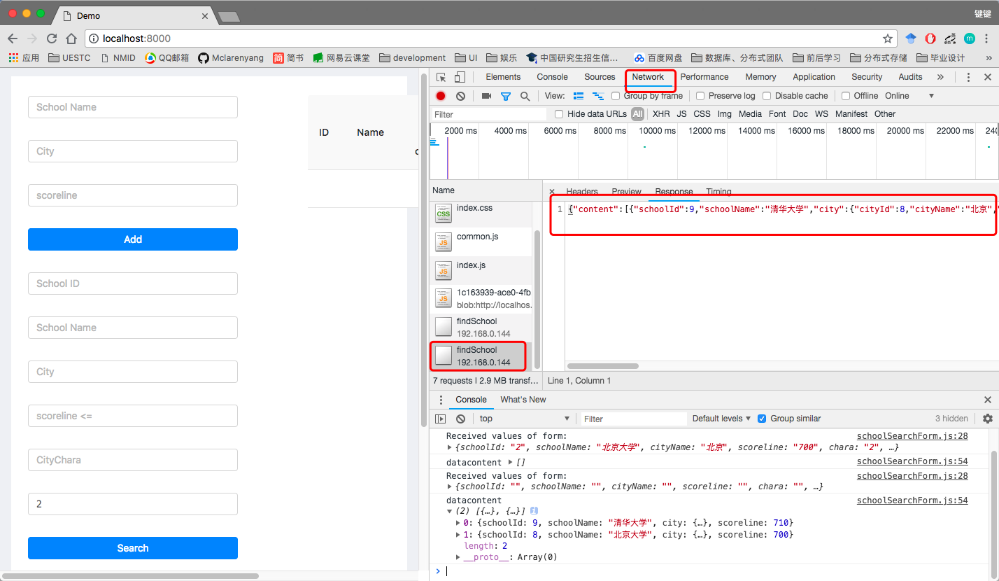 Demo
键键
localhost:8000
应用 UESTC NMID QQ邮箱 Mclarenyang 简书 网易云课堂 development UI 娱乐 中国研究生招生信… 百度网盘 数据库、分布式团队 前后学习 分布式存储 毕业设计 »
School Name
City
scoreline
Add
School ID
School Name
City
scoreline <=
CityChara
2
Search
ID Name
Elements Console Sources Network Performance Memory Application Security Audits »
View: Group by frame Preserve log Disable cache Offline Online
Filter Hide data URLs All XHR JS CSS Img Media Font Doc WS Manifest Other
2000 ms 4000 ms 6000 ms 8000 ms 10000 ms 12000 ms 14000 ms 16000 ms 18000 ms 20000 ms 22000 ms 240
Name
index.css
common.js
index.js
1c163939-ace0-4fb
blob:http://localhos.
findSchool
192.168.0.144
findSchool
192.168.0.144
7 requests | 2.9 MB transf…
Headers Preview Response Timing
1 {"content":[{"schoolId":9,"schoolName":"清华大学","city":{"cityId":8,"cityName":"北京","
Line 1, Column 1
Console What's New
top Filter Default levels Group similar 3 hidden
Received values of form: schoolSearchForm.js:28
{schoolId: "2", schoolName: "北京大学", cityName: "北京", scoreline: "700", chara: "2", …}
datacontent [] schoolSearchForm.js:54
Received values of form: schoolSearchForm.js:28
{schoolId: "", schoolName: "", cityName: "", scoreline: "", chara: "", …}
datacontent schoolSearchForm.js:54
(2) [{…}, {…}] i
0: {schoolId: 9, schoolName: "清华大学", city: {…}, scoreline: 710}
1: {schoolId: 8, schoolName: "北京大学", city: {…}, scoreline: 700}
length: 2
__proto__: Array(0)